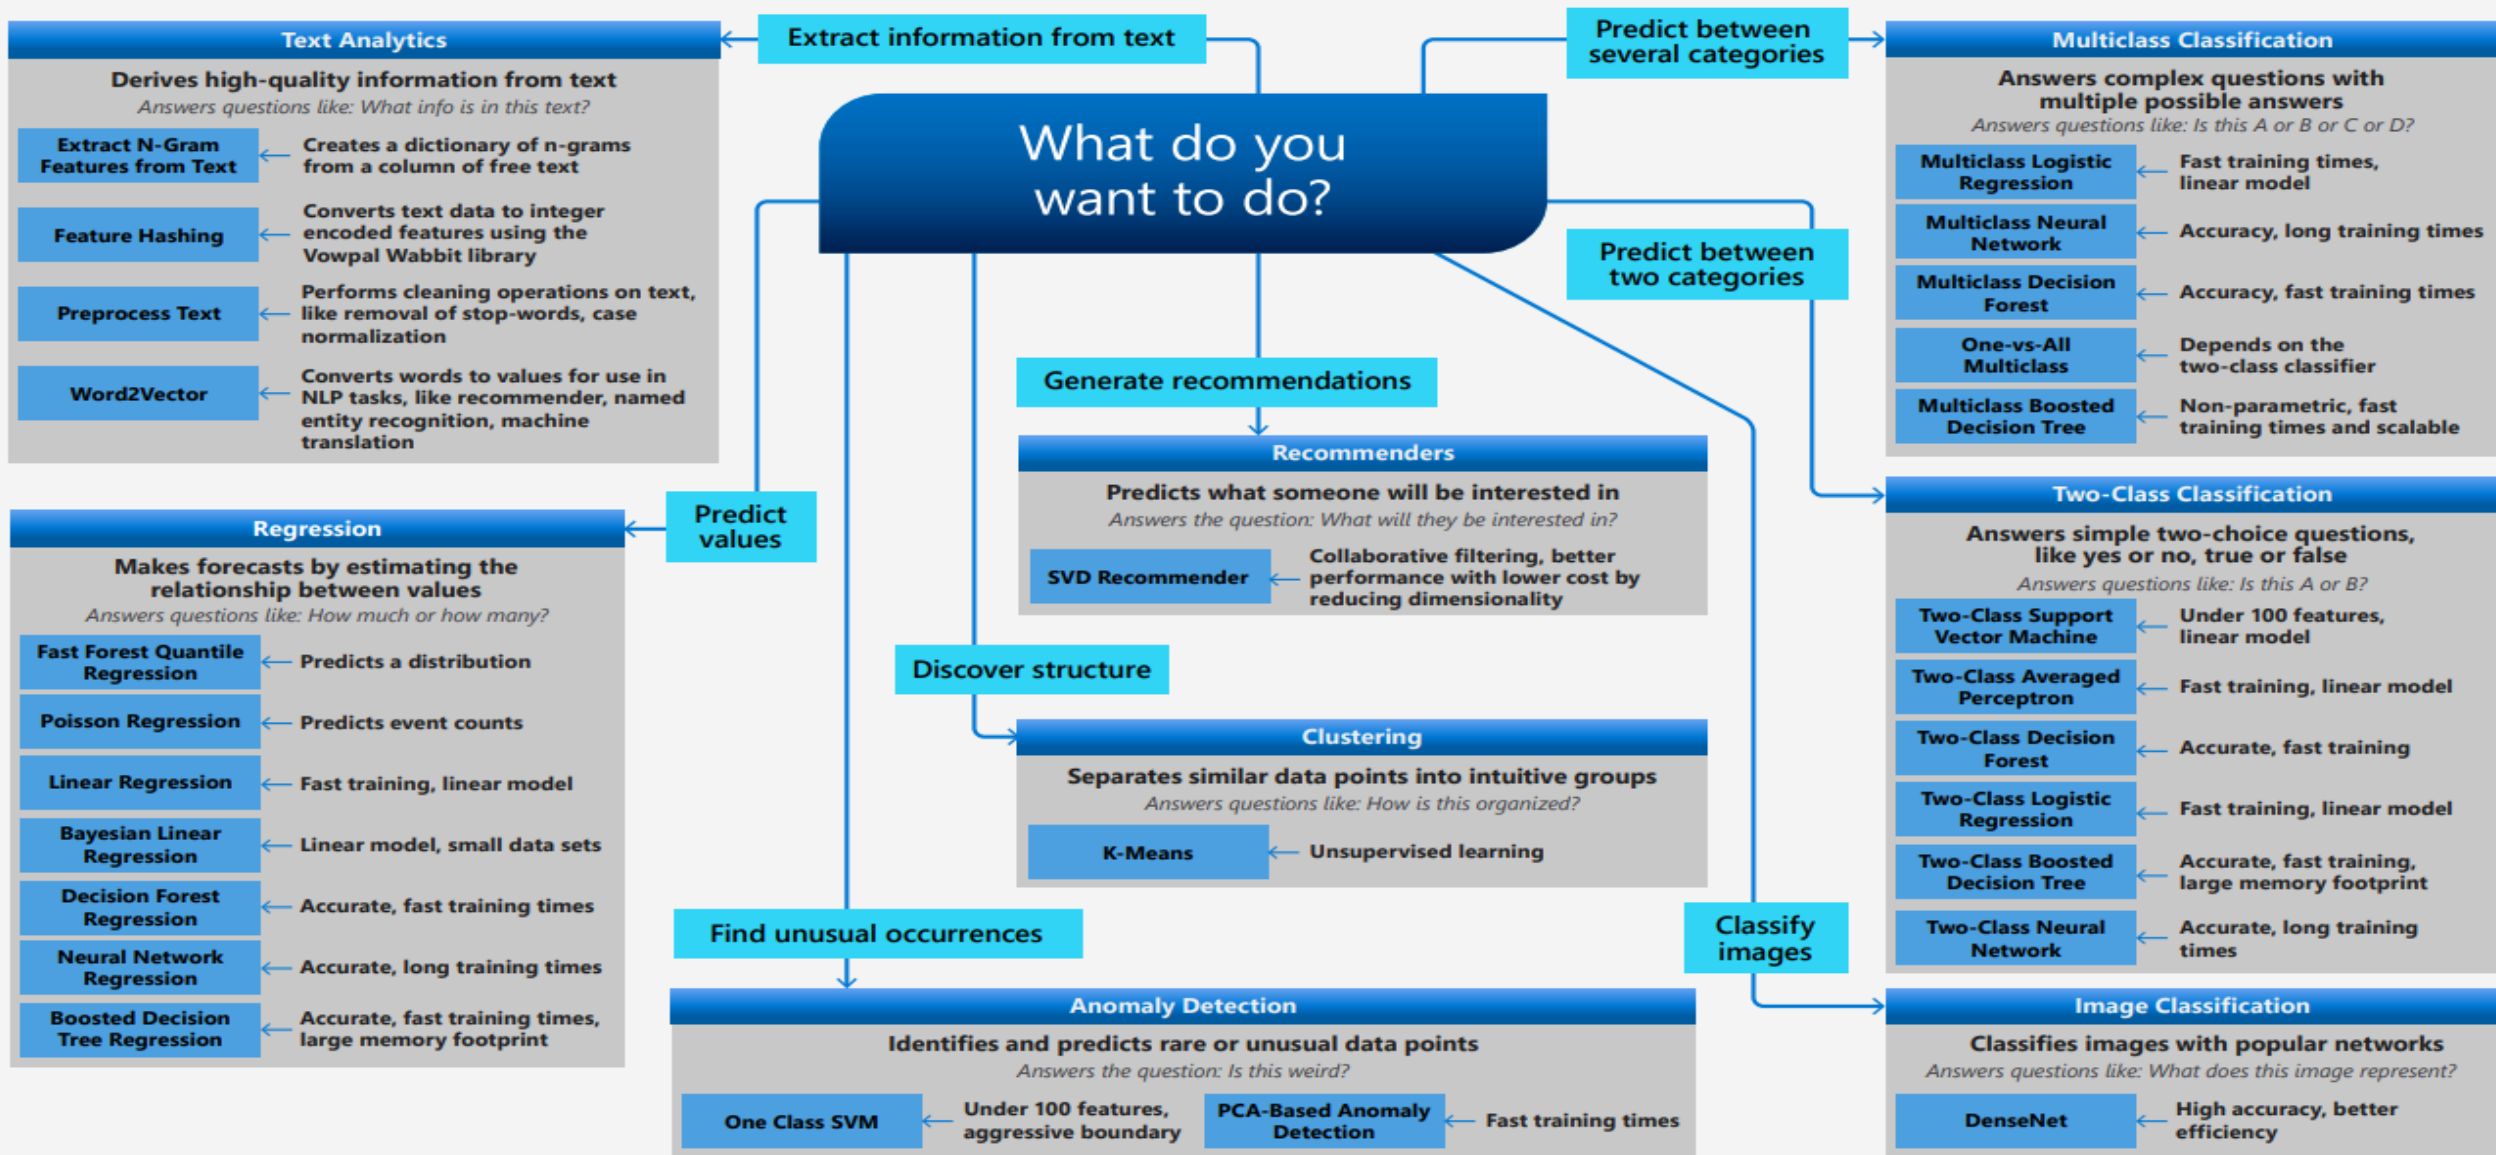 What do you
want to do?
Extract information from text
Text Analytics
Derives high-quality information from text
Answers questions like: What info is in this text?
Extract N-Gram
Features from Text
Creates a dictionary of n-grams
from a column of free text
Feature Hashing
Converts text data to integer
encoded features using the
Vowpal Wabbit library
Preprocess Text
Performs cleaning operations on text,
like removal of stop-words, case
normalization
Word2Vector
Converts words to values for use in
NLP tasks, like recommender, named
entity recognition, machine
translation
Predict
values
Regression
Makes forecasts by estimating the
relationship between values
Answers questions like: How much or how many?
Fast Forest Quantile
Regression
Predicts a distribution
Poisson Regression
Predicts event counts
Linear Regression
Fast training, linear model
Bayesian Linear
Regression
Linear model, small data sets
Decision Forest
Regression
Accurate, fast training times
Neural Network
Regression
Accurate, long training times
Boosted Decision
Tree Regression
Accurate, fast training times,
large memory footprint
Generate recommendations
Recommenders
Predicts what someone will be interested in
Answers the question: What will they be interested in?
SVD Recommender
Collaborative filtering, better
performance with lower cost by
reducing dimensionality
Discover structure
Clustering
Separates similar data points into intuitive groups
Answers questions like: How is this organized?
K-Means
Unsupervised learning
Find unusual occurrences
Anomaly Detection
Identifies and predicts rare or unusual data points
Answers the question: Is this weird?
One Class SVM
Under 100 features,
aggressive boundary
PCA-Based Anomaly
Detection
Fast training times
Predict between
several categories
Multiclass Classification
Answers complex questions with
multiple possible answers
Answers questions like: Is this A or B or C or D?
Multiclass Logistic
Regression
Fast training times,
linear model
Multiclass Neural
Network
Accuracy, long training times
Multiclass Decision
Forest
Accuracy, fast training times
One-vs-All
Multiclass
Depends on the
two-class classifier
Multiclass Boosted
Decision Tree
Non-parametric, fast
training times and scalable
Predict between
two categories
Two-Class Classification
Answers simple two-choice questions,
like yes or no, true or false
Answers questions like: Is this A or B?
Two-Class Support
Vector Machine
Under 100 features,
linear model
Two-Class Averaged
Perceptron
Fast training, linear model
Two-Class Decision
Forest
Accurate, fast training
Two-Class Logistic
Regression
Fast training, linear model
Two-Class Boosted
Decision Tree
Accurate, fast training,
large memory footprint
Two-Class Neural
Network
Accurate, long training
times
Classify
images
Image Classification
Classifies images with popular networks
Answers questions like: What does this image represent?
DenseNet
High accuracy, better
efficiency